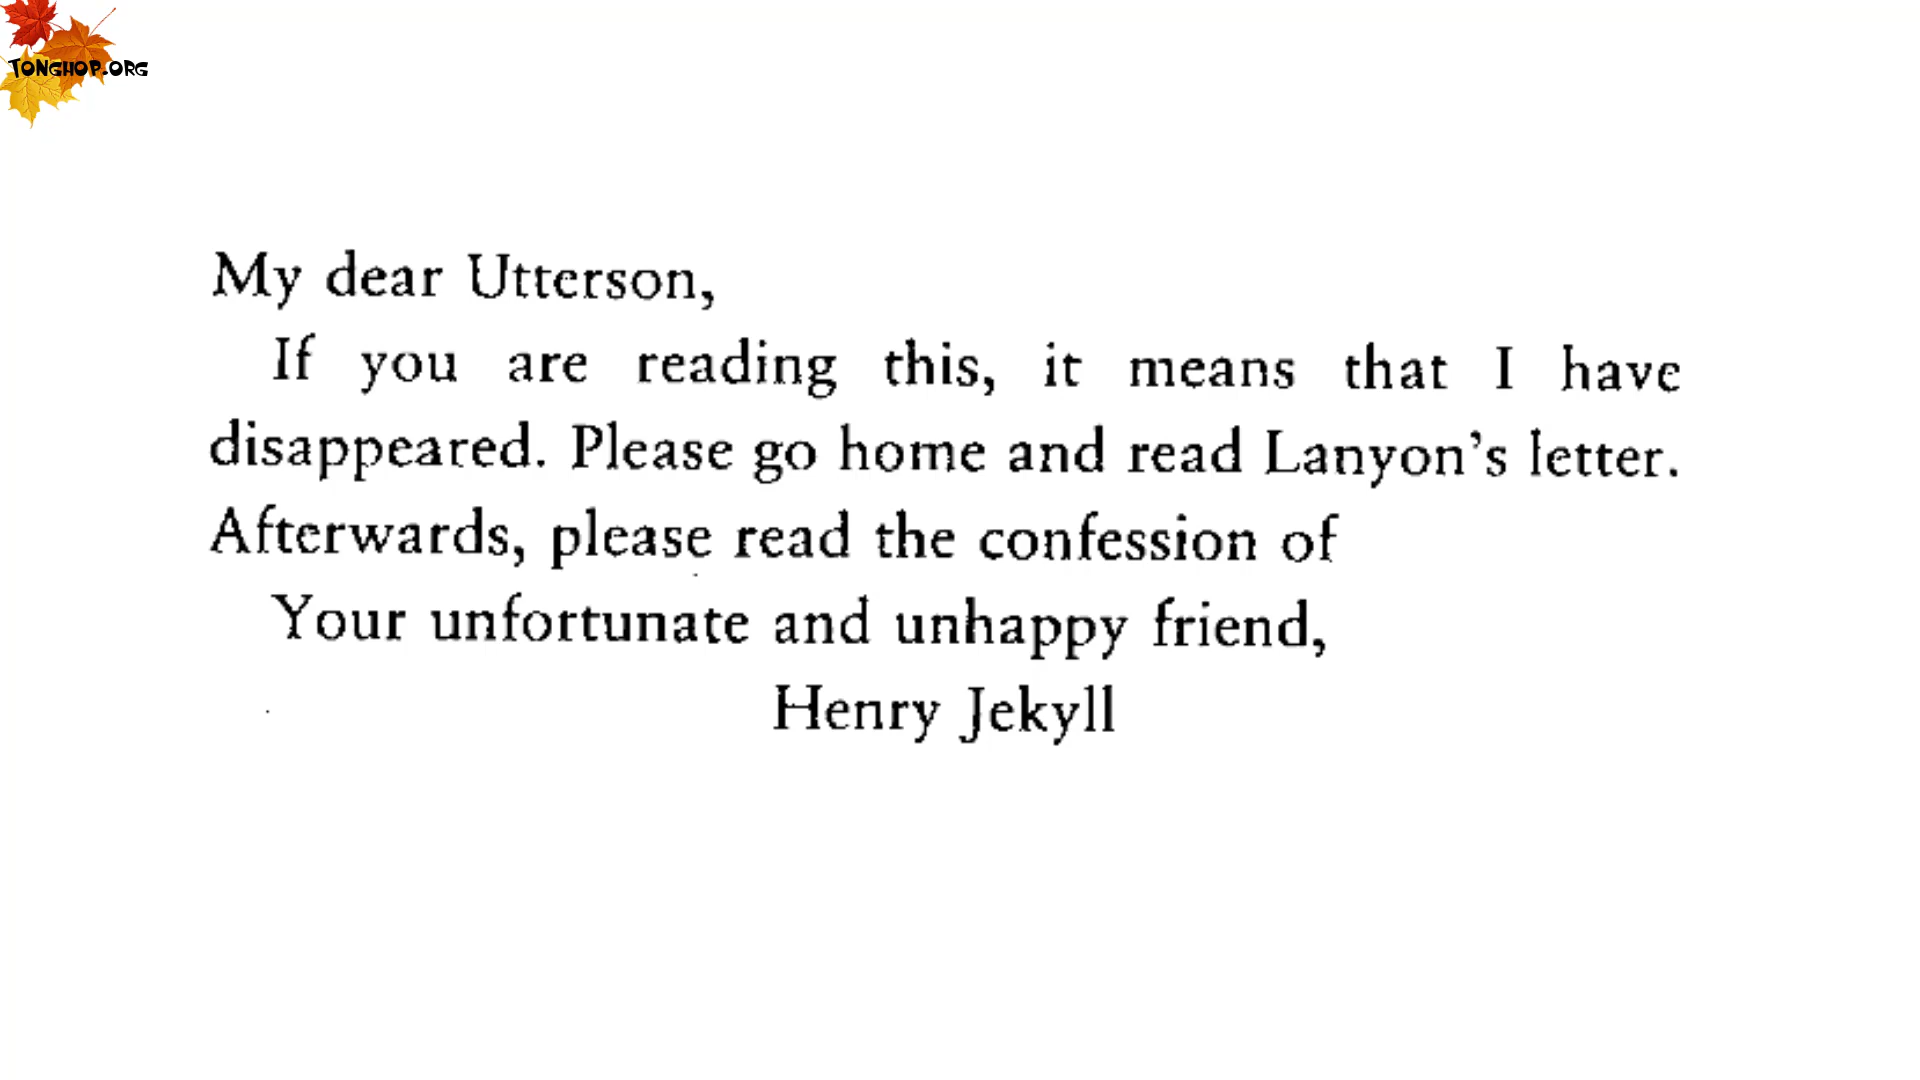 TONGHOP.ORG
My dear Utterson,
If you are reading this, it means that I have
disappeared. Please go home and read Lanyon's letter.
Afterwards, please read the confession of
Your unfortunate and unhappy friend,
Henry Jekyll